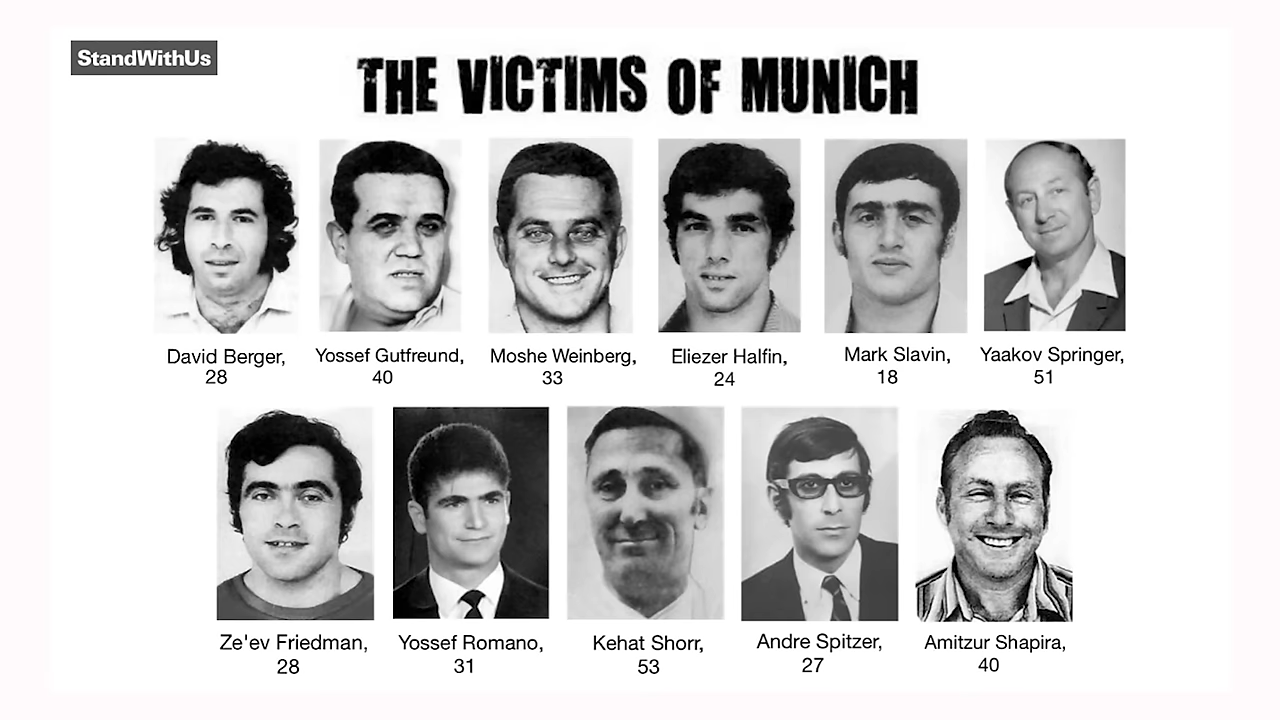 StandWithUs
THE VICTIMS OF MUNICH
David Berger,
28
Yossef Gutfreund,
40
Moshe Weinberg,
33
Eliezer Halfin,
24
Mark Slavin,
18
Yaakov Springer,
51
Ze'ev Friedman,
28
Yossef Romano,
31
Kehat Shorr,
53
Andre Spitzer,
27
Amitzur Shapira,
40